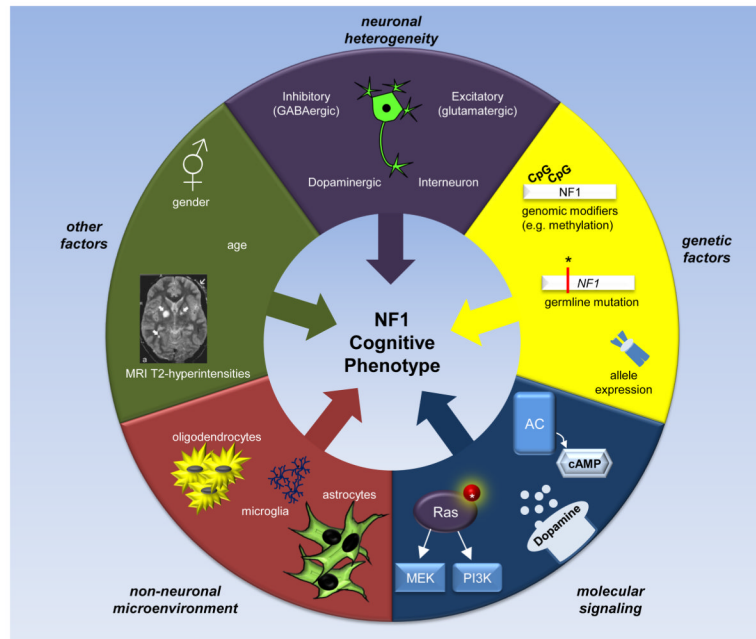 neuronal
heterogeneity
Inhibitory
(GABAergic)
Excitatory
(glutamatergic)
Dopaminergic
Interneuron
CpG
CpG
NF1
genomic modifiers
(e.g. methylation)
genetic
factors
*
NF1
germline mutation
allele
expression
AC
cAMP
Dopamine
Ras
*
MEK
PI3K
molecular
signaling
oligodendrocytes
microglia
astrocytes
non-neuronal
microenvironment
other
factors
gender
age
a
MRI T2-hyperintensities
NF1
Cognitive
Phenotype